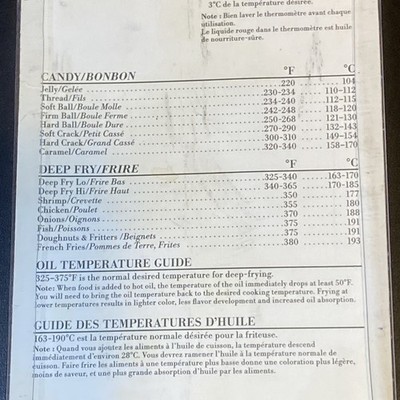 3°C de la température désirée.
Note : Bien laver le thermomètre avant chaque
utilisation.
Le liquide rouge dans le thermomètre est huile
de nourriture-sûre.
CANDY/BONBON °F °C
Jelly/Gelée 220 104
Thread/Fils 230-234 110-112
Soft Ball/Boule Molle 234-240 112-115
Firm Ball/Boule Ferme 242-248 118-120
Hard Ball/Boule Dure 250-268 121-130
Soft Crack/Petit Cassé 270-290 132-143
Hard Crack/Grand Cassé 300-310 149-154
Caramel/Caramel 320-340 158-170
DEEP FRY/FRIRE °F °C
Deep Fry Lo/Frire Bas 325-340 163-170
Deep Fry Hi/Frire Haut 340-365 170-185
Shrimp/Crevette 350 177
Chicken/Poulet 355 180
Onions/Oignons 370 188
Fish/Poissons 375 191
Doughnuts & Fritters/Beignets 375 191
French Fries/Pommes de Terre, Frites 380 193
OIL TEMPERATURE GUIDE
325-375°F is the normal desired temperature for deep-frying.
Note: When food is added to hot oil, the temperature of the oil immediately drops at least 50°F.
You will need to bring the oil temperature back to the desired cooking temperature. Frying at
lower temperatures results in lighter color, less flavor development and increased oil absorption.
GUIDE DES TEMPÉRATURES D'HUILE
163-190°C est la température normale désirée pour la friteuse.
Note : Quand vous ajoutez les aliments à l'huile de cuisson, la température descend
immédiatement d'environ 28°C. Vous devrez ramener l'huile à la température normale de
cuisson. Faire frire les aliments à une température plus basse donne une coloration plus légère,
moins de saveur, et une plus grande absorption d'huile par les aliments.